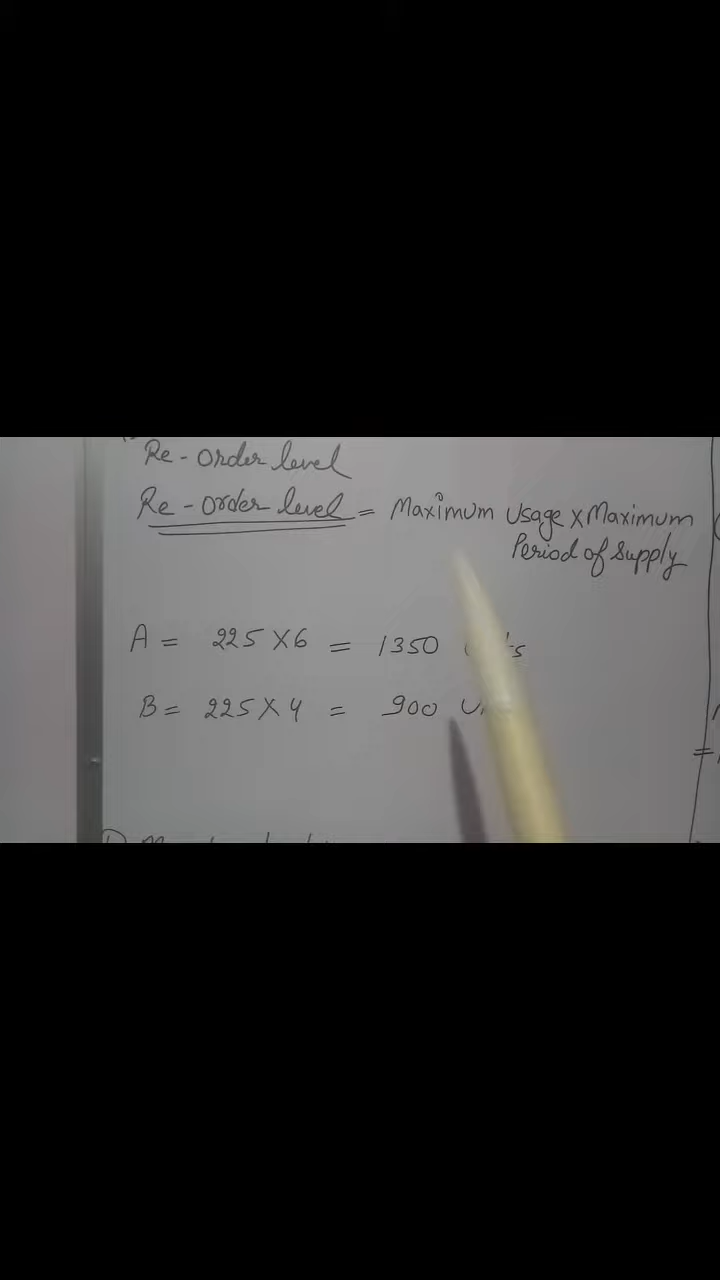 Re-Order level
Re-Order level = Maximum Usage X Maximum
Period of Supply
A = 225 X 6 = 1350
B = 225 X 4 = 900